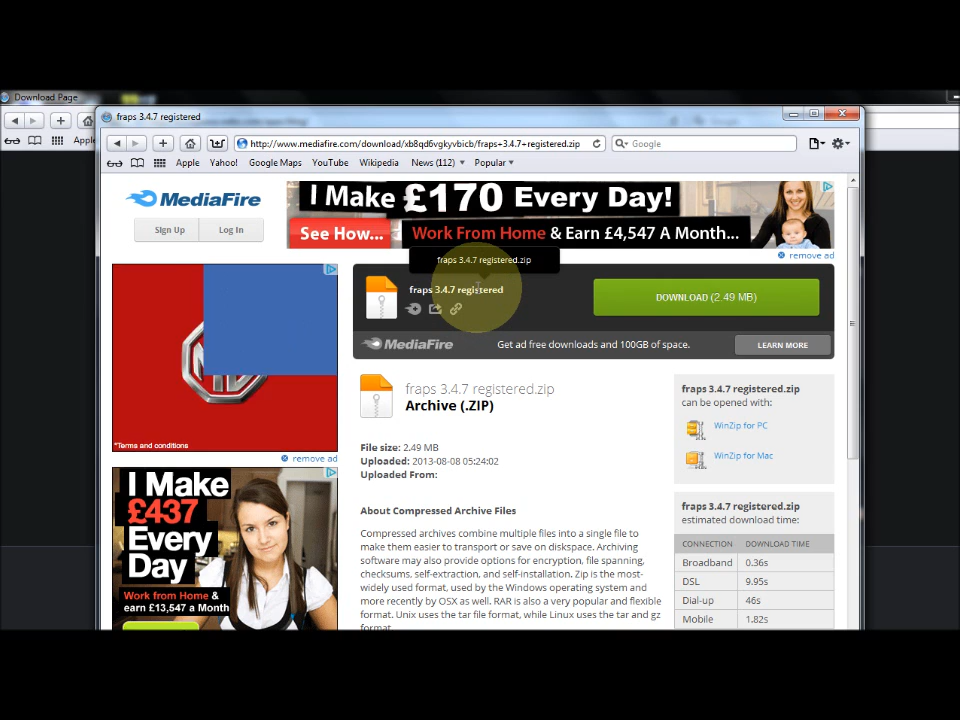 Download Page
fraps 3.4.7 registered
http://www.mediafire.com/download/xb8qd6vgkyvbicb/fraps+3.4.7+registered.zip
Google
Apple
Apple Yahoo! Google Maps YouTube Wikipedia News (112) Popular
MediaFire
Sign Up Log In
I Make £170 Every Day!
See How... Work From Home & Earn £4,547 A Month...
remove ad
fraps 3.4.7 registered.zip
fraps 3.4.7 registered
DOWNLOAD (2.49 MB)
MediaFire Get ad free downloads and 100GB of space. LEARN MORE
*Terms and conditions
remove ad
I Make
£437
Every
Day
Work from Home &
earn £13,547 a Month
fraps 3.4.7 registered.zip
Archive (.ZIP)
File size: 2.49 MB
Uploaded: 2013-08-08 05:24:02
Uploaded From:
About Compressed Archive Files
Compressed archives combine multiple files into a single file to
make them easier to transport or save on diskspace. Archiving
software may also provide options for encryption, file spanning,
checksums, self-extraction, and self-installation. Zip is the most-
widely used format, used by the Windows operating system and
more recently by OSX as well. RAR is also a very popular and flexible
format. Unix uses the tar file format, while Linux uses the tar and gz
format.
fraps 3.4.7 registered.zip
can be opened with:
WinZip for PC
WinZip for Mac
fraps 3.4.7 registered.zip
estimated download time:
CONNECTION DOWNLOAD TIME
Broadband 0.36s
DSL 9.95s
Dial-up 46s
Mobile 1.82s